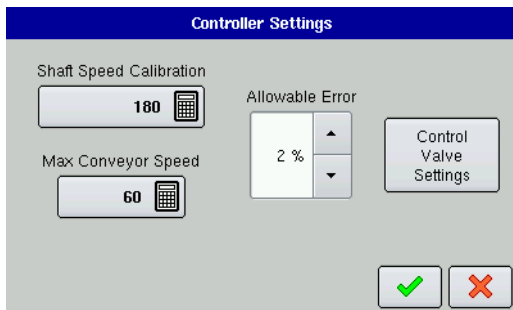 Controller Settings
Shaft Speed Calibration
180
Max Conveyor Speed
60
Allowable Error
2 %
Control
Valve
Settings